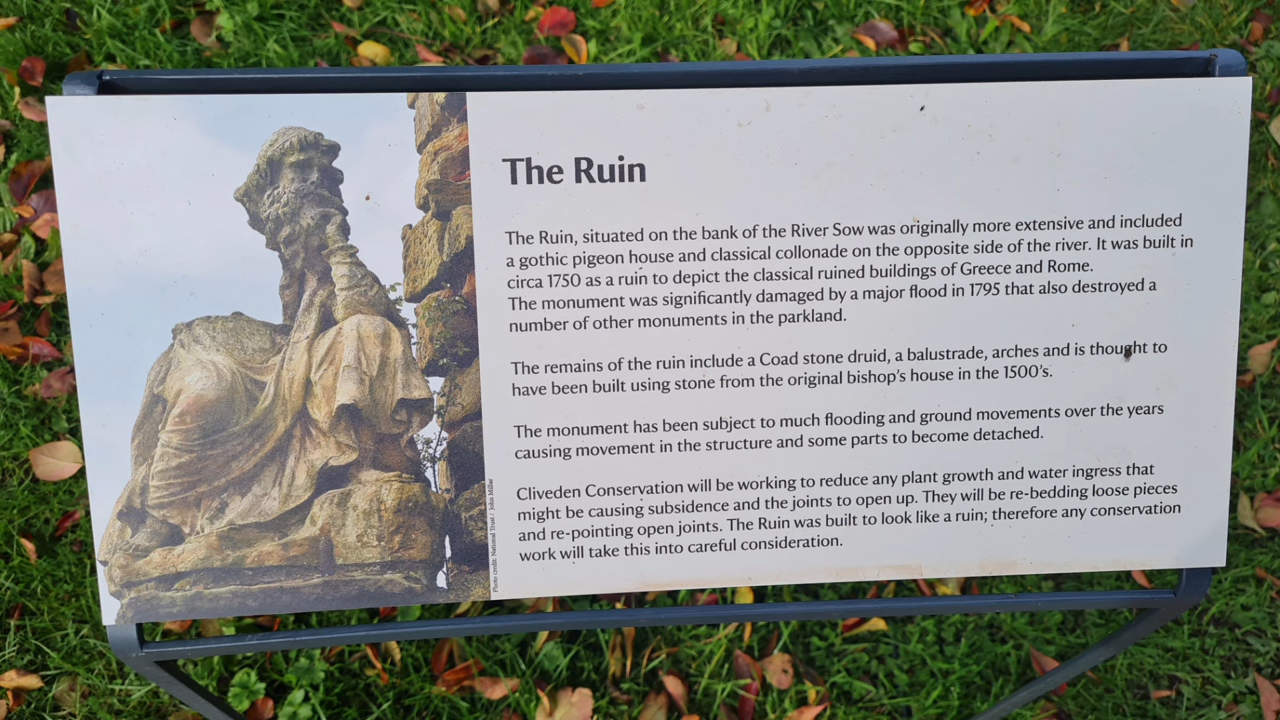 The Ruin
The Ruin, situated on the bank of the River Sow was originally more extensive and included
a gothic pigeon house and classical collonade on the opposite side of the river. It was built in
circa 1750 as a ruin to depict the classical ruined buildings of Greece and Rome.
The monument was significantly damaged by a major flood in 1795 that also destroyed a
number of other monuments in the parkland.
The remains of the ruin include a Coad stone druid, a balustrade, arches and is thought to
have been built using stone from the original bishop's house in the 1500's.
The monument has been subject to much flooding and ground movements over the years
causing movement in the structure and some parts to become detached.
Cliveden Conservation will be working to reduce any plant growth and water ingress that
might be causing subsidence and the joints to open up. They will be re-bedding loose pieces
and re-pointing open joints. The Ruin was built to look like a ruin; therefore any conservation
work will take this into careful consideration.
Photo credit: National Trust / John Millar